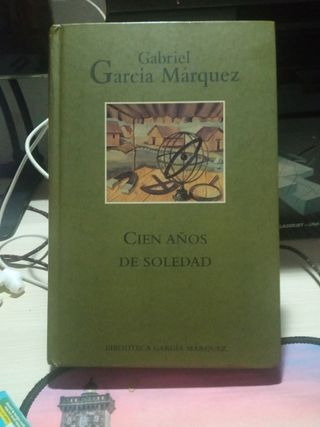 Gabriel
García Márquez
CIEN AÑOS
DE SOLEDAD
BIBLIOTECA GARCÍA MÁRQUEZ